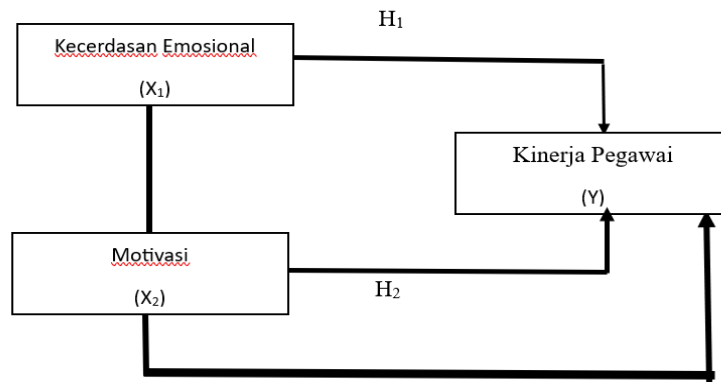 H₁
Kecerdasan Emosional
(X₁)
Kinerja Pegawai
(Y)
Motivasi
(X₂)
H₂